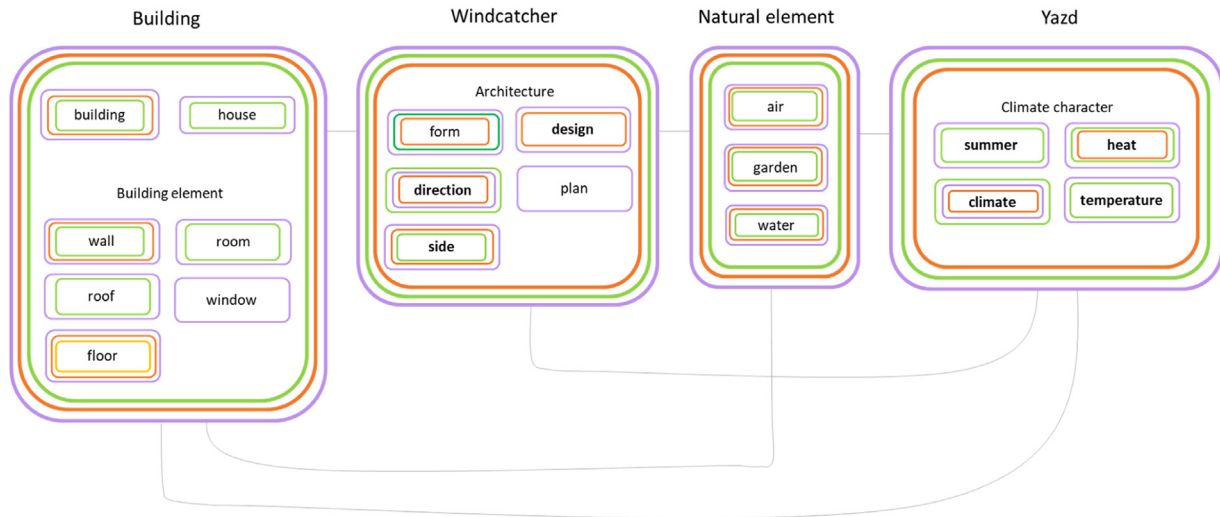 Building
Windcatcher
Natural element
Yazd
building
house
Building element
wall
room
roof
window
floor
Architecture
form
design
direction
plan
side
air
garden
water
Climate character
summer
heat
climate
temperature